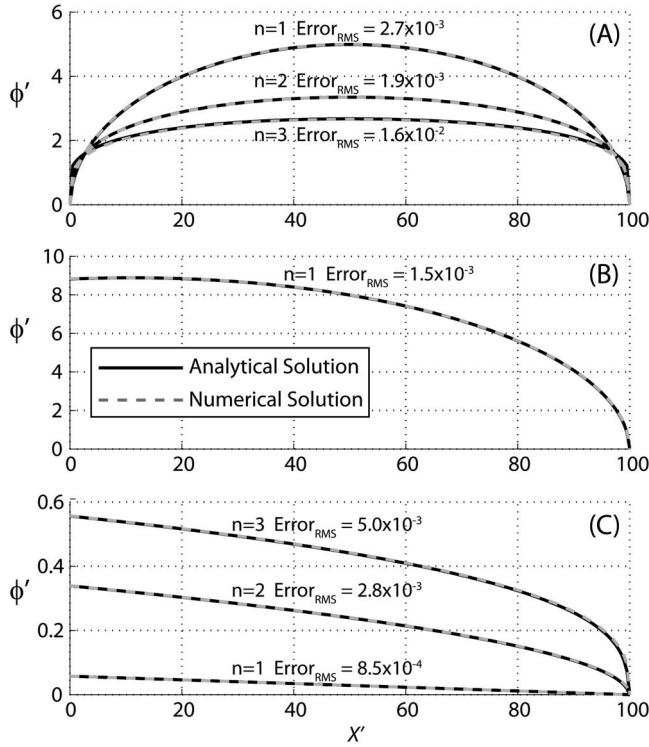 6
n=1 Error_RMS = 2.7x10^-3
(A)
4
n=2 Error_RMS = 1.9x10^-3
ϕ′
2
n=3 Error_RMS = 1.6x10^-2
0
0 20 40 60 80 100
10
n=1 Error_RMS = 1.5x10^-3
(B)
8
6
ϕ′
4
Analytical Solution
Numerical Solution
2
0
0 20 40 60 80 100
0.6
n=3 Error_RMS = 5.0x10^-3
(C)
0.4
ϕ′
n=2 Error_RMS = 2.8x10^-3
0.2
n=1 Error_RMS = 8.5x10^-4
0
0 20 40 60 80 100
X′